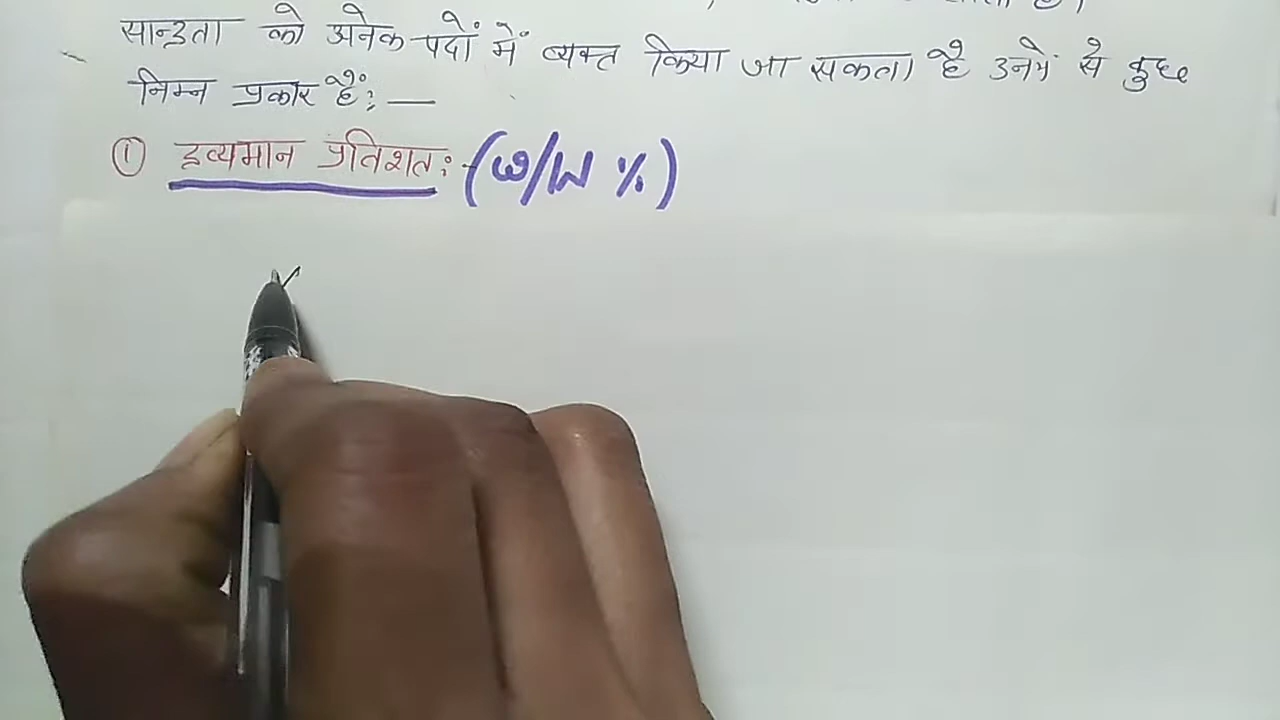 सान्द्रता को अनेक पदों में व्यक्त किया जा सकता है उनमें से कुछ
निम्न प्रकार हैं: —
① द्रव्यमान प्रतिशत :- (w/w %)